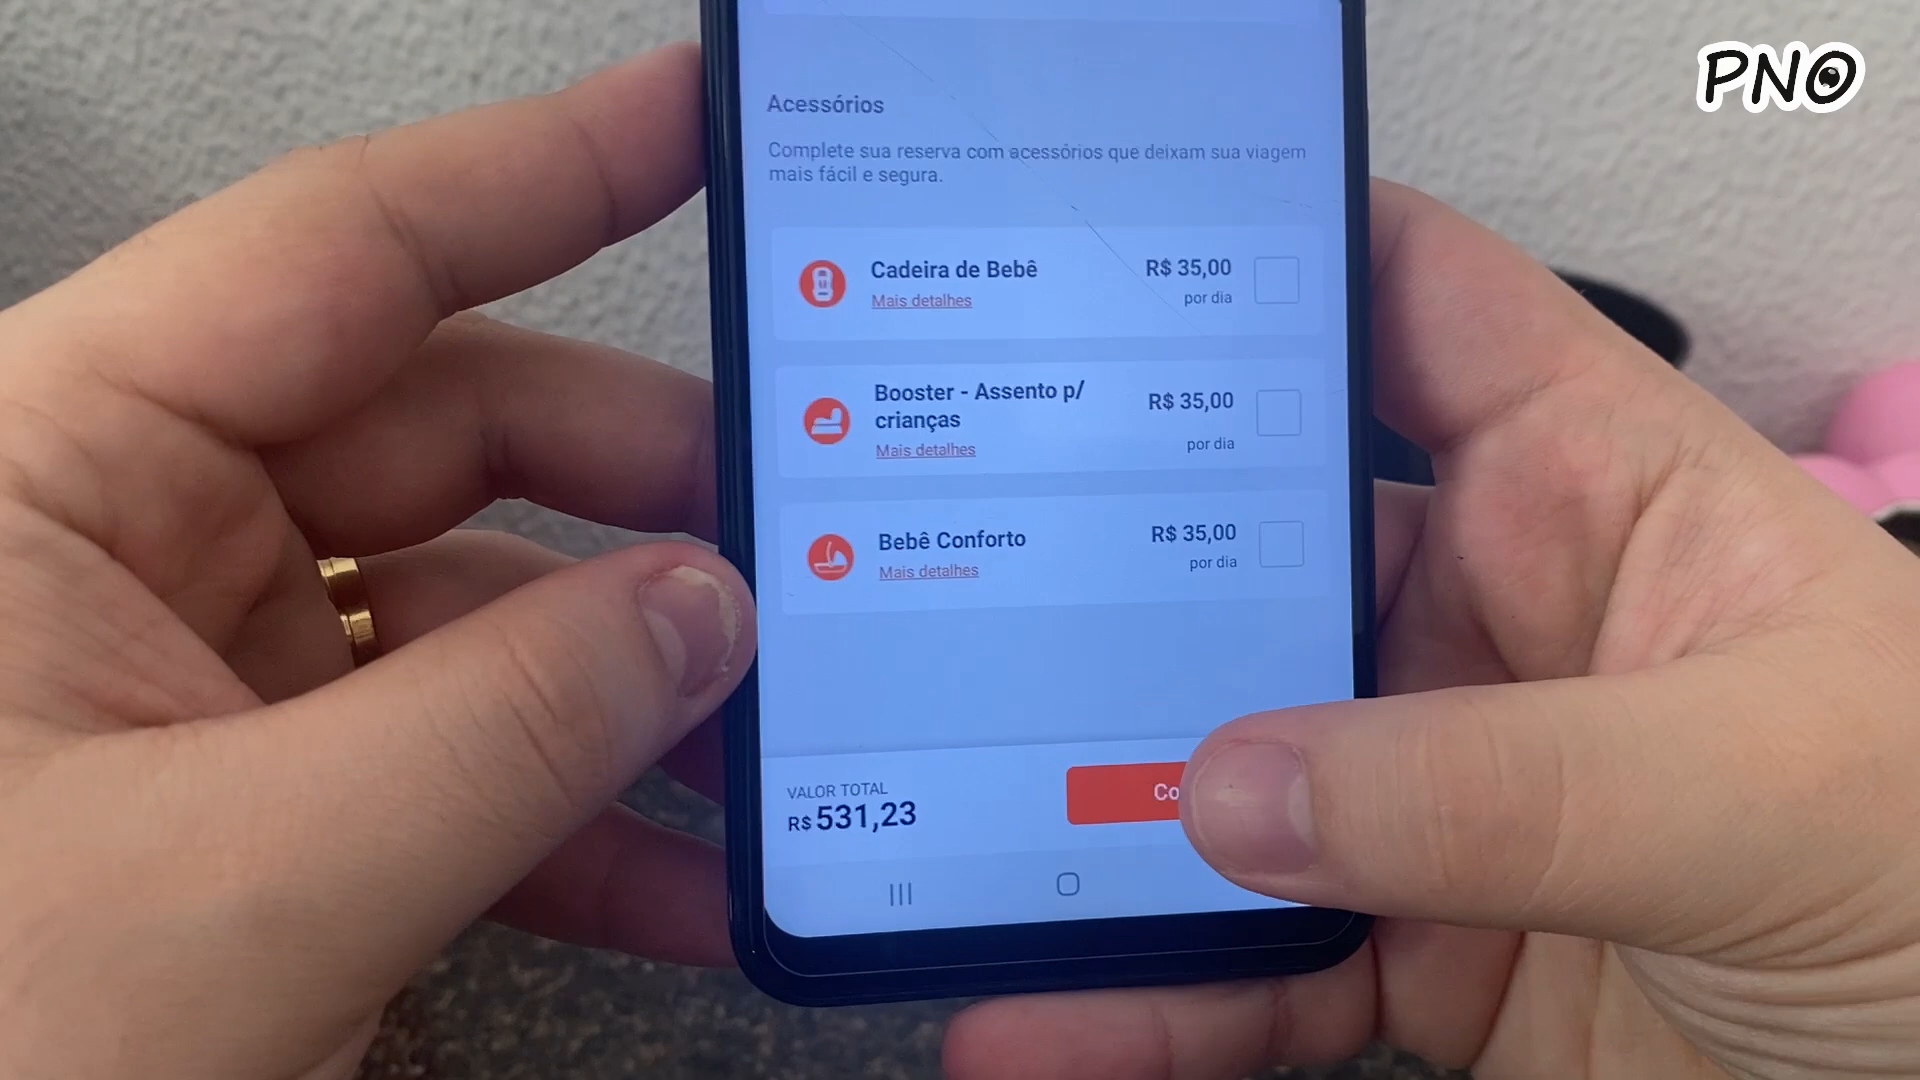 PNO
Acessórios
Complete sua reserva com acessórios que deixam sua viagem
mais fácil e segura.
Cadeira de Bebê
R$ 35,00
Mais detalhes
por dia
Booster - Assento p/
crianças
R$ 35,00
Mais detalhes
por dia
Bebê Conforto
R$ 35,00
Mais detalhes
por dia
VALOR TOTAL
R$ 531,23
Co